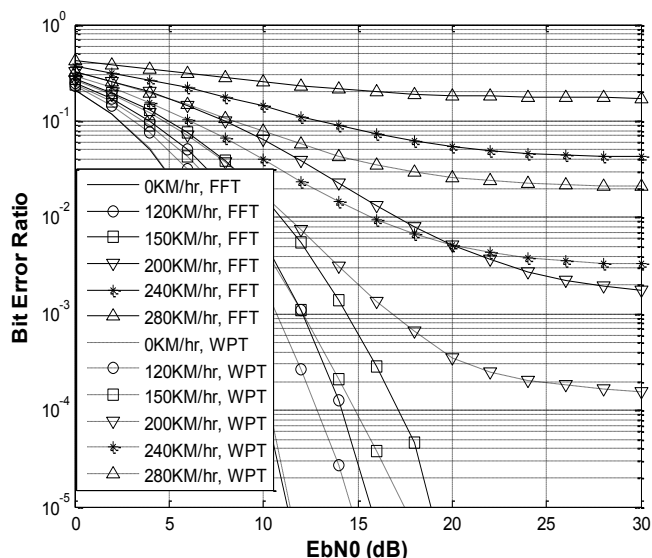 10^0
10^-1
10^-2
10^-3
10^-4
10^-5
Bit Error Ratio
0KM/hr, FFT
120KM/hr, FFT
150KM/hr, FFT
200KM/hr, FFT
240KM/hr, FFT
280KM/hr, FFT
0KM/hr, WPT
120KM/hr, WPT
150KM/hr, WPT
200KM/hr, WPT
240KM/hr, WPT
280KM/hr, WPT
0 5 10 15 20 25 30
EbN0 (dB)